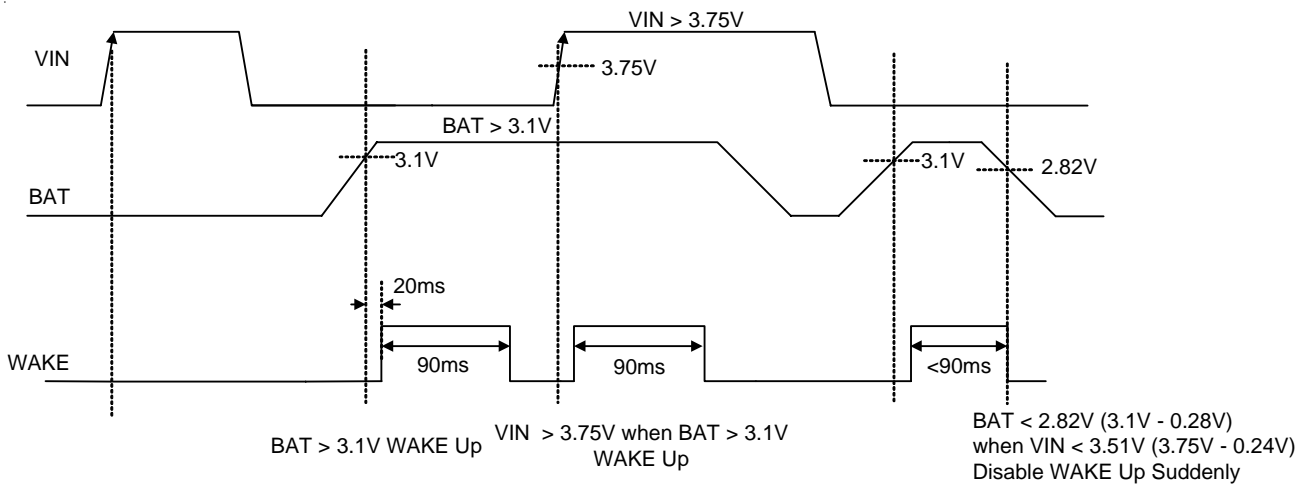 VIN > 3.75V
VIN
3.75V
BAT > 3.1V
3.1V
3.1V
2.82V
BAT
20ms
WAKE
90ms
90ms
<90ms
BAT > 3.1V WAKE Up
VIN > 3.75V when BAT > 3.1V
WAKE Up
BAT < 2.82V (3.1V - 0.28V)
when VIN < 3.51V (3.75V - 0.24V)
Disable WAKE Up Suddenly